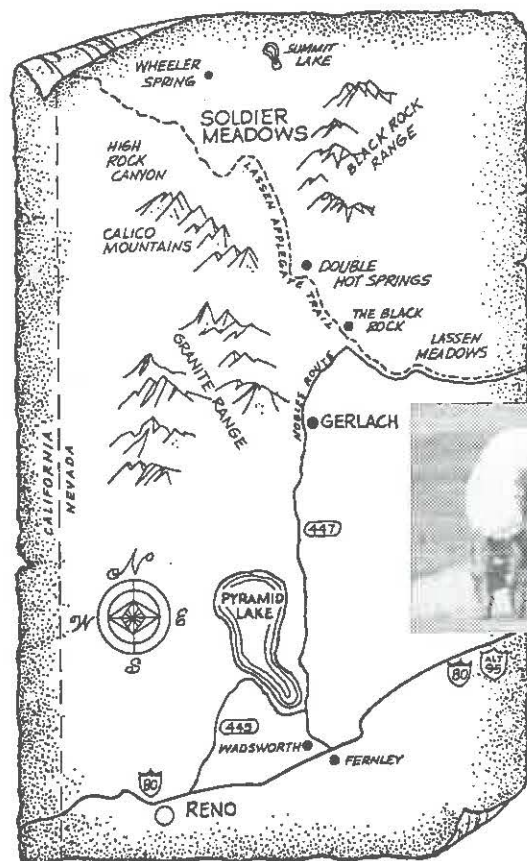 SUMMIT
LAKE
WHEELER
SPRING
SOLDIER
MEADOWS
BLACK ROCK
RANGE
HIGH
ROCK
CANYON
LASSEN APPLEGATE TRAIL
CALICO
MOUNTAINS
DOUBLE
HOT SPRINGS
THE BLACK
ROCK
LASSEN
MEADOWS
GRANITE
RANGE
NOBLES ROUTE
GERLACH
CALIFORNIA
NEVADA
447
N
W
E
S
PYRAMID
LAKE
80
ALT
95
445
WADSWORTH
FERNLEY
80
RENO